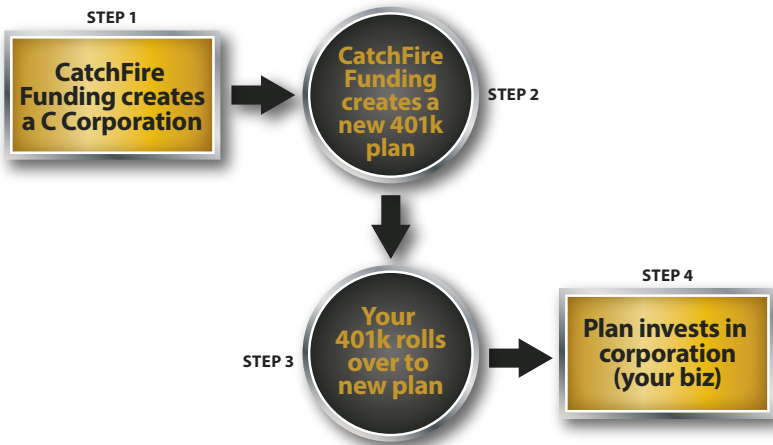 STEP 1
CatchFire
Funding creates
a C Corporation
CatchFire
Funding
creates a
new 401k
plan
STEP 2
STEP 3
Your
401k rolls
over to
new plan
STEP 4
Plan invests in
corporation
(your biz)